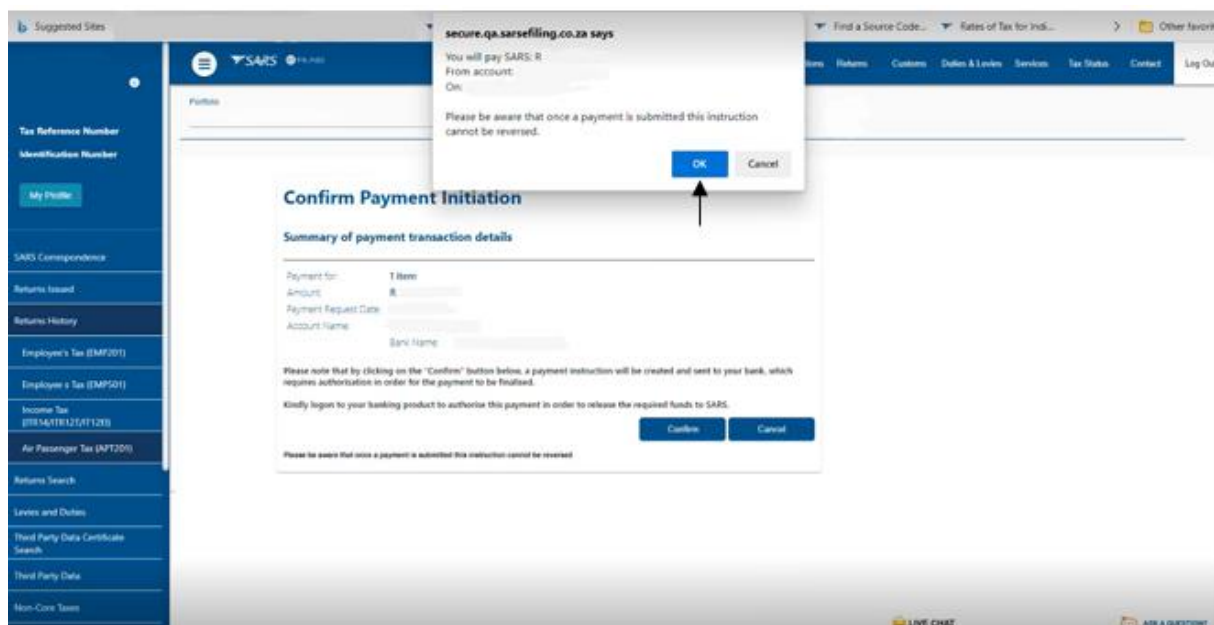 Suggested Sites
Find a Source Code...
Rates of Tax for Indi...
Other favorit
secure.qa.sarsefiling.co.za says
You will pay SARS: R
From account:
On:
Please be aware that once a payment is submitted this instruction
cannot be reversed.
OK
Cancel
SARS
Returns
Customs
Duties & Levies
Services
Tax Status
Contact
Log Ou
Portfolio
Tax Reference Number
Identification Number
My Profile
SARS Correspondence
Returns Issued
Returns History
Employee's Tax (EMP201)
Employee s Tax (EMP501)
Income Tax
(ITR14/ITR12T/IT12EI)
Air Passenger Tax (APT201)
Returns Search
Levies and Duties
Third Party Data Certificate
Search
Third Party Data
Non-Core Taxes
Confirm Payment Initiation
Summary of payment transaction details
Payment for: 1 Item
Amount: R
Payment Request Date:
Account Name:
Bank Name:
Please note that by clicking on the "Confirm" button below, a payment instruction will be created and sent to your bank, which
requires authorisation in order for the payment to be finalised.
Kindly logon to your banking product to authorise this payment in order to release the required funds to SARS.
Confirm
Cancel
Please be aware that once a payment is submitted this instruction cannot be reversed
LIVE CHAT
ASK A QUESTION?